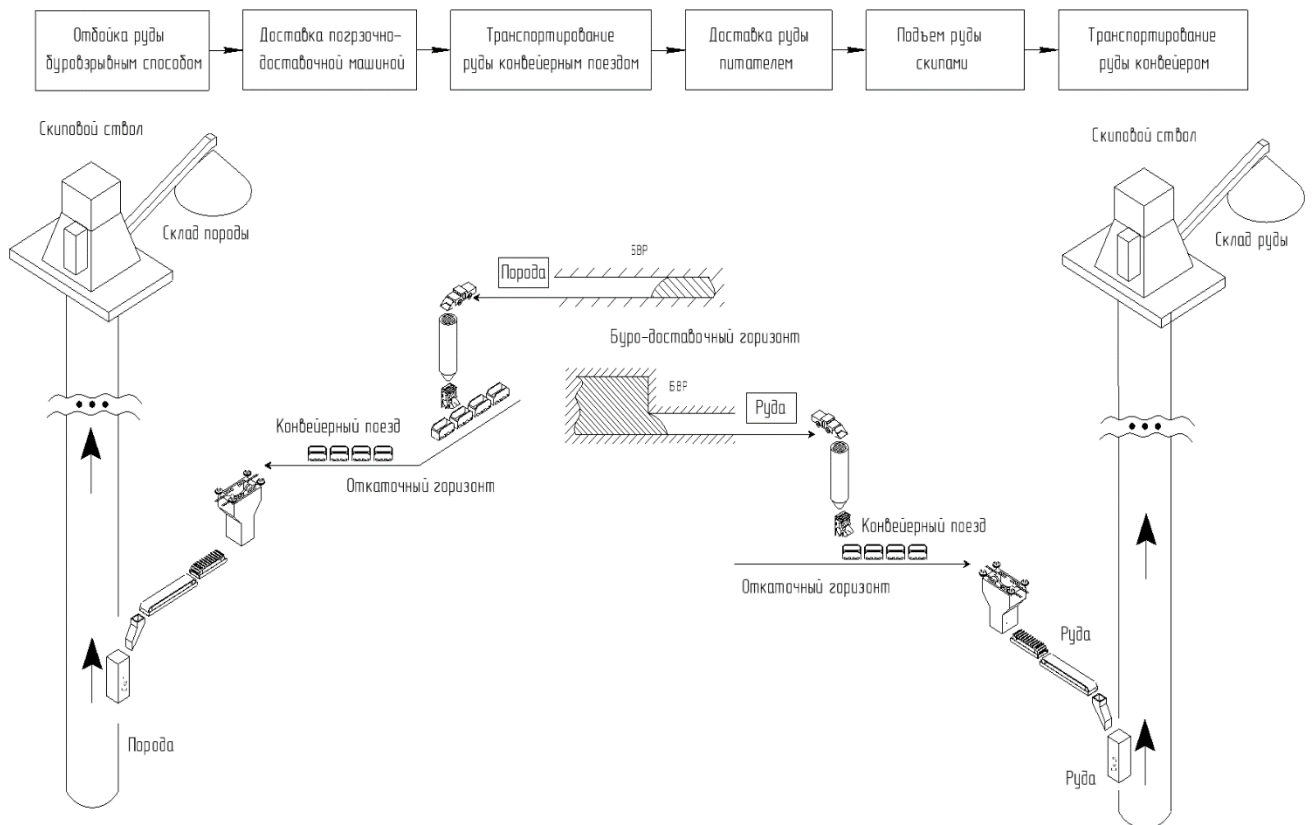 Отбойка руды
буровзрывным способом
Доставка погрзочно-
доставочной машиной
Транспортирование
руды конвейерным поездом
Доставка руды
питателем
Подъем руды
скипами
Транспортирование
руды конвейером
Скиповой ствол
Склад породы
Скиповой ствол
Склад руды
БВР
Порода
Буро-доставочный горизонт
БВР
Руда
Конвейерный поезд
Откаточный горизонт
Конвейерный поезд
Откаточный горизонт
Руда
Скип
Порода
Скип
Руда